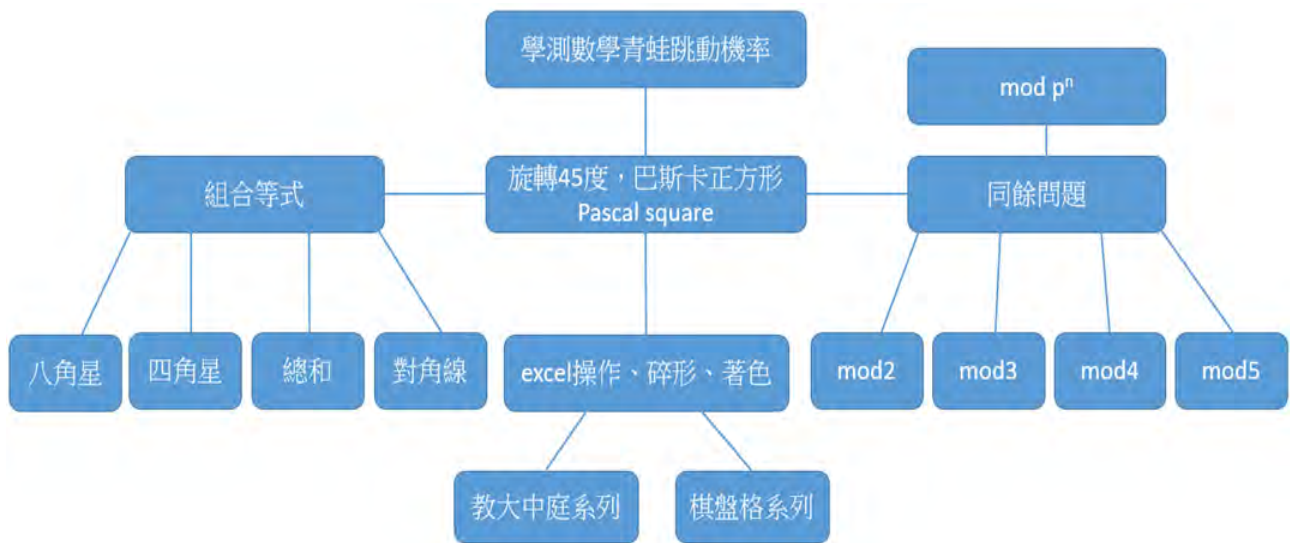 學測數學青蛙跳動機率
mod pⁿ
組合等式
旋轉45度，巴斯卡正方形
Pascal square
同餘問題
八角星
四角星
總和
對角線
excel操作、碎形、著色
mod2
mod3
mod4
mod5
教大中庭系列
棋盤格系列